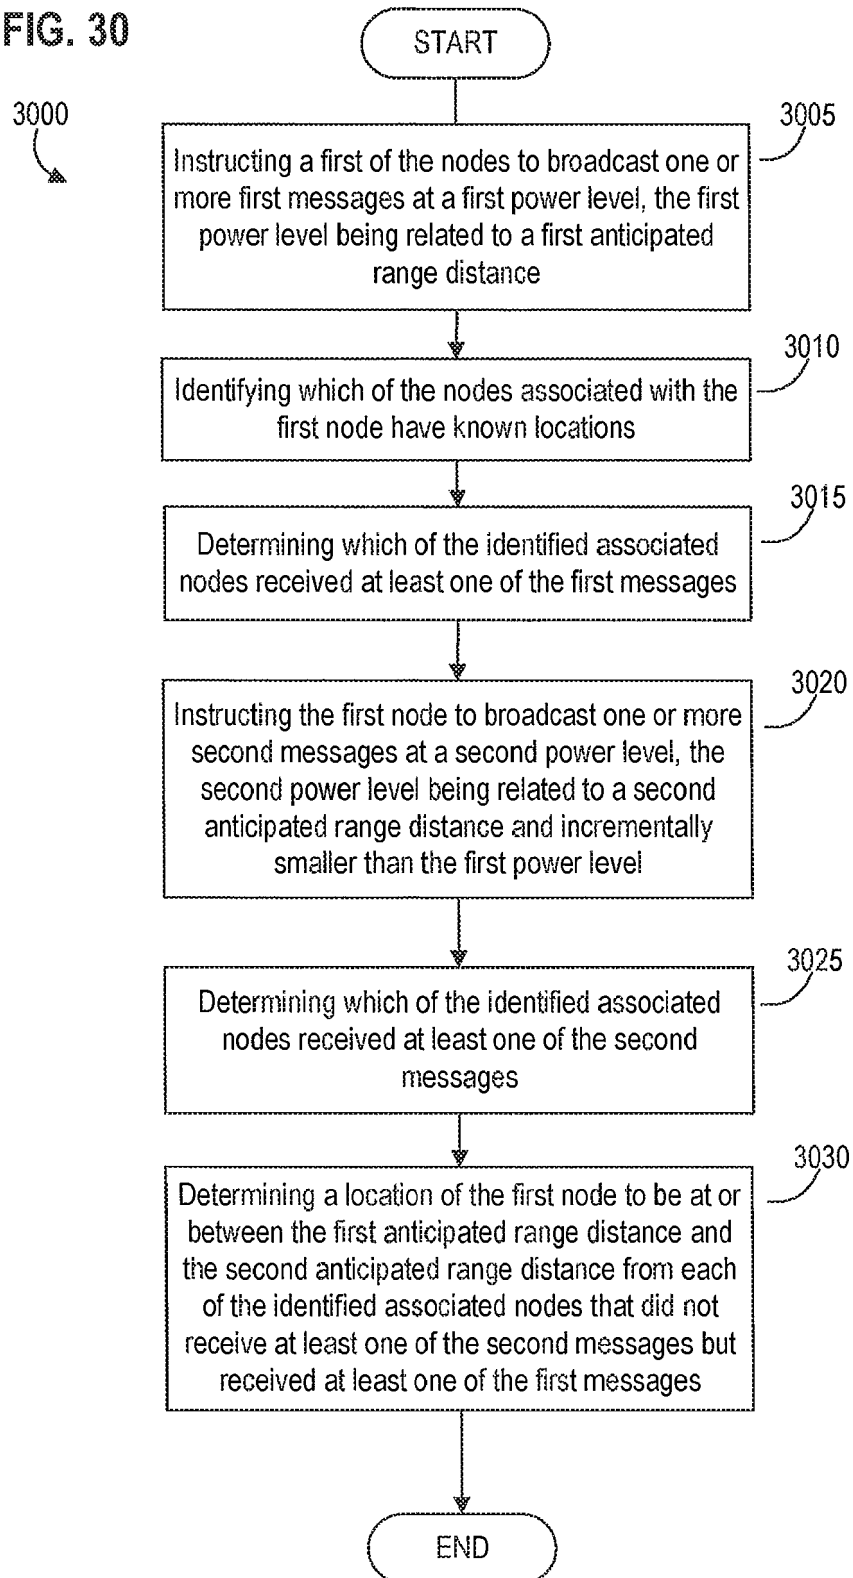 FIG. 30
START
3000
3005
Instructing a first of the nodes to broadcast one or
more first messages at a first power level, the first
power level being related to a first anticipated
range distance
3010
Identifying which of the nodes associated with the
first node have known locations
3015
Determining which of the identified associated
nodes received at least one of the first messages
3020
Instructing the first node to broadcast one or more
second messages at a second power level, the
second power level being related to a second
anticipated range distance and incrementally
smaller than the first power level
3025
Determining which of the identified associated
nodes received at least one of the second
messages
3030
Determining a location of the first node to be at or
between the first anticipated range distance and
the second anticipated range distance from each
of the identified associated nodes that did not
receive at least one of the second messages but
received at least one of the first messages
END